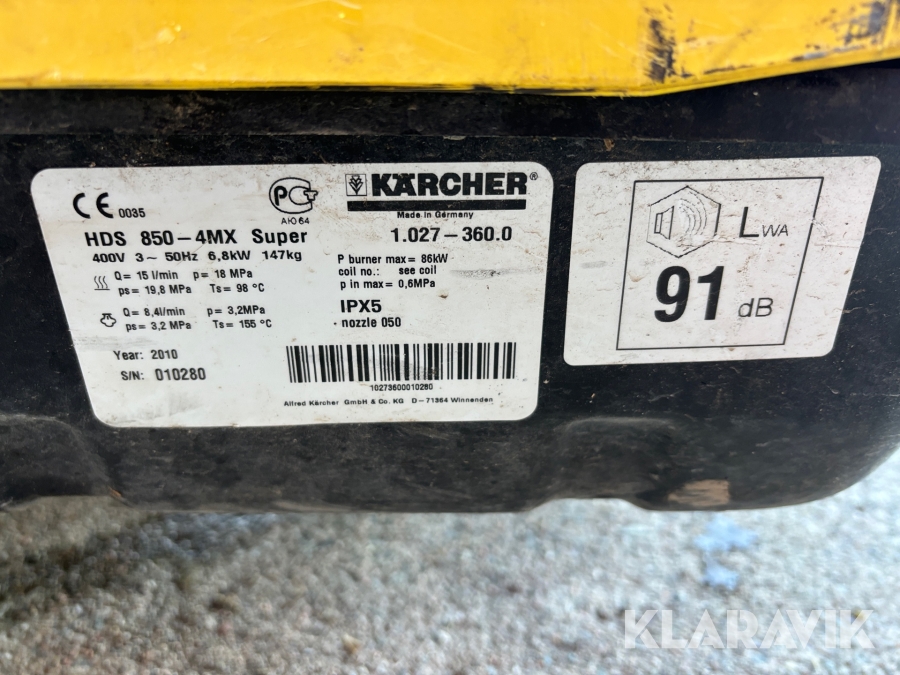 CE 0035
PCT
АЮ64
KÄRCHER®
Made in Germany
HDS 850-4MX Super
1.027-360.0
400V 3~ 50Hz 6,8kW 147kg
Q= 15 l/min p= 18 MPa
ps= 19,8 MPa Ts= 98 °C
Q= 8,4l/min p= 3,2MPa
ps= 3,2 MPa Ts= 155 °C
P burner max= 86kW
coil no.: see coil
p in max= 0,6MPa
IPX5
- nozzle 050
Year: 2010
S/N: 010280
10273600010280
Alfred Kärcher GmbH & Co. KG D-71364 Winnenden
LWA
91 dB
KLARAVIK